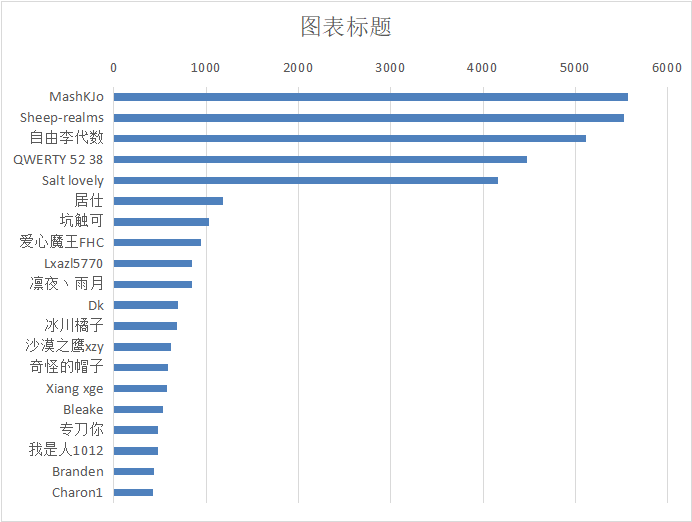 图表标题
0 1000 2000 3000 4000 5000 6000
MashKJo
Sheep-realms
自由李代数
QWERTY 52 38
Salt lovely
居仕
坑触可
爱心魔王FHC
Lxazl5770
凛夜丶雨月
Dk
冰川橘子
沙漠之鹰xzy
奇怪的帽子
Xiang xge
Bleake
专刀你
我是人1012
Branden
Charon1